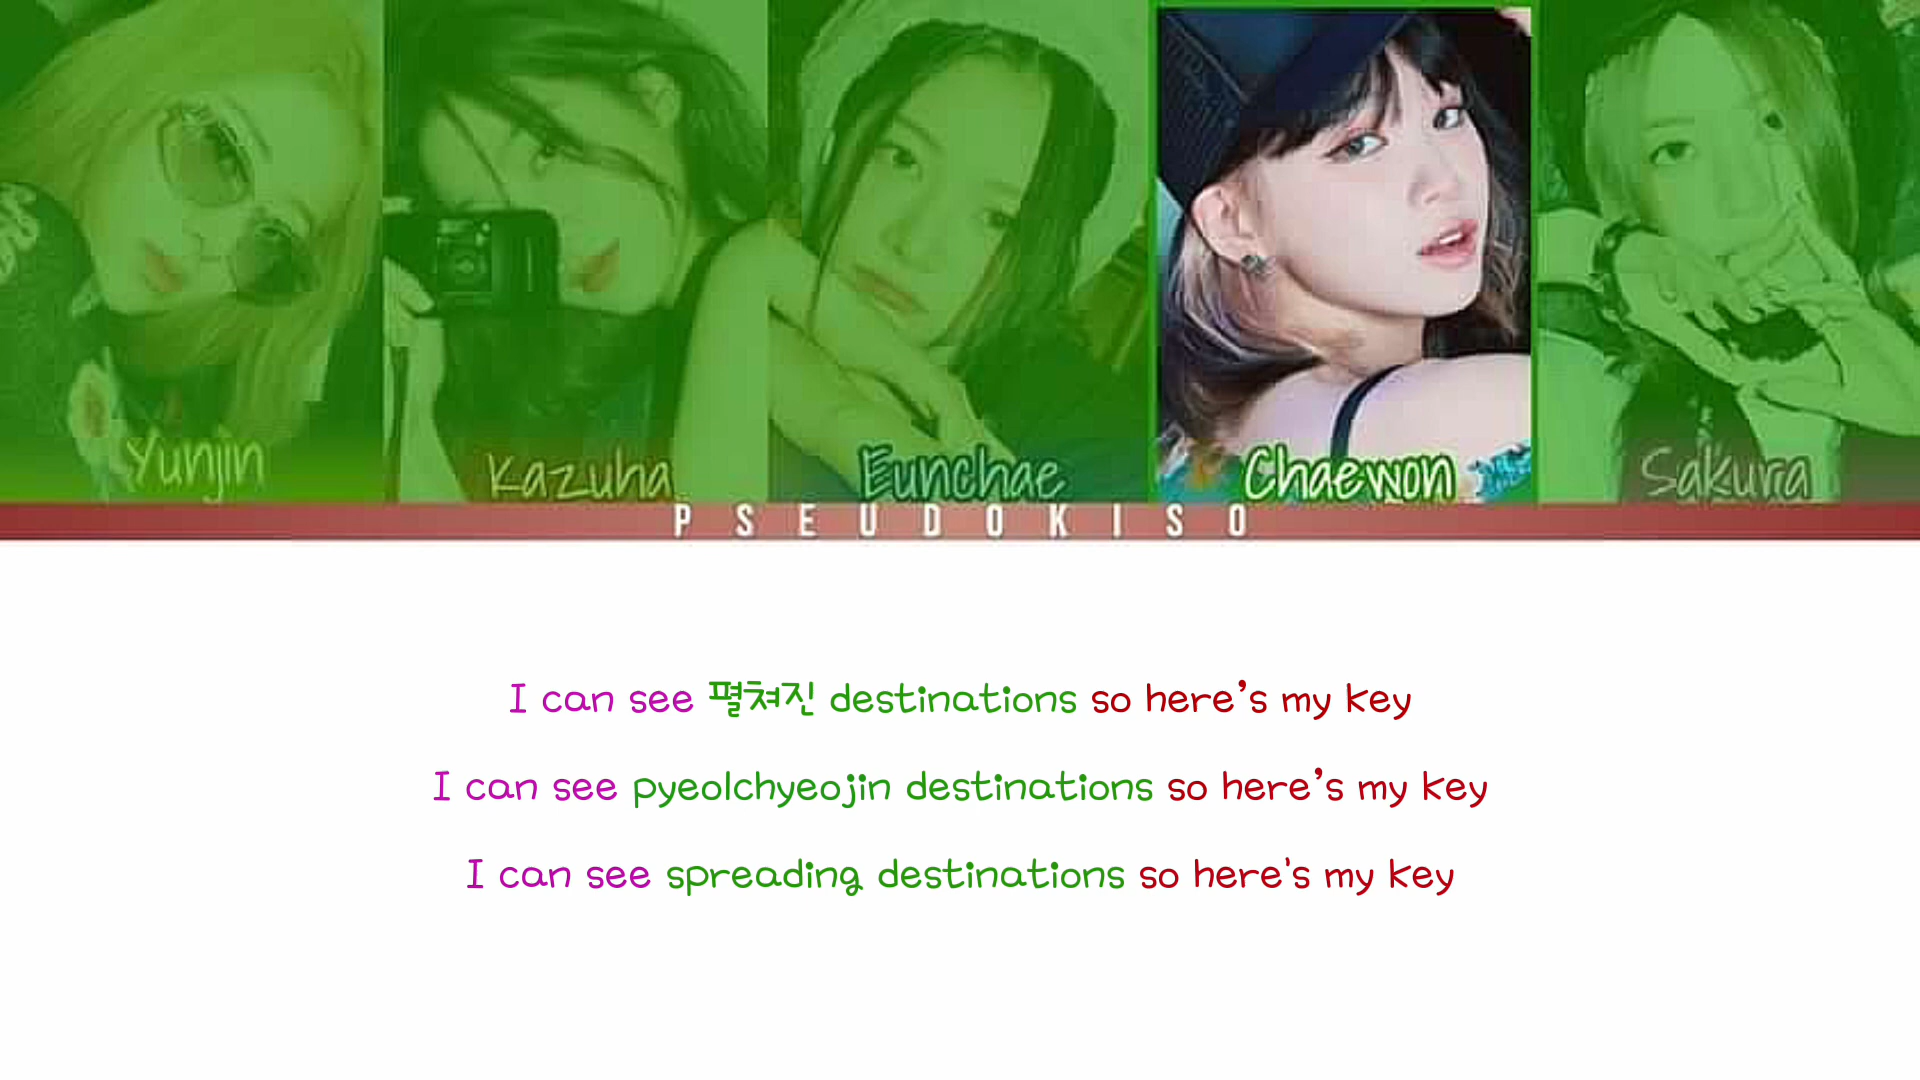 Yunjin
Kazuha
Eunchae
Chaewon
Sakura
PSEUDOKISO
I can see 펼쳐진 destinations so here’s my key
I can see pyeolchyeojin destinations so here’s my key
I can see spreading destinations so here's my key